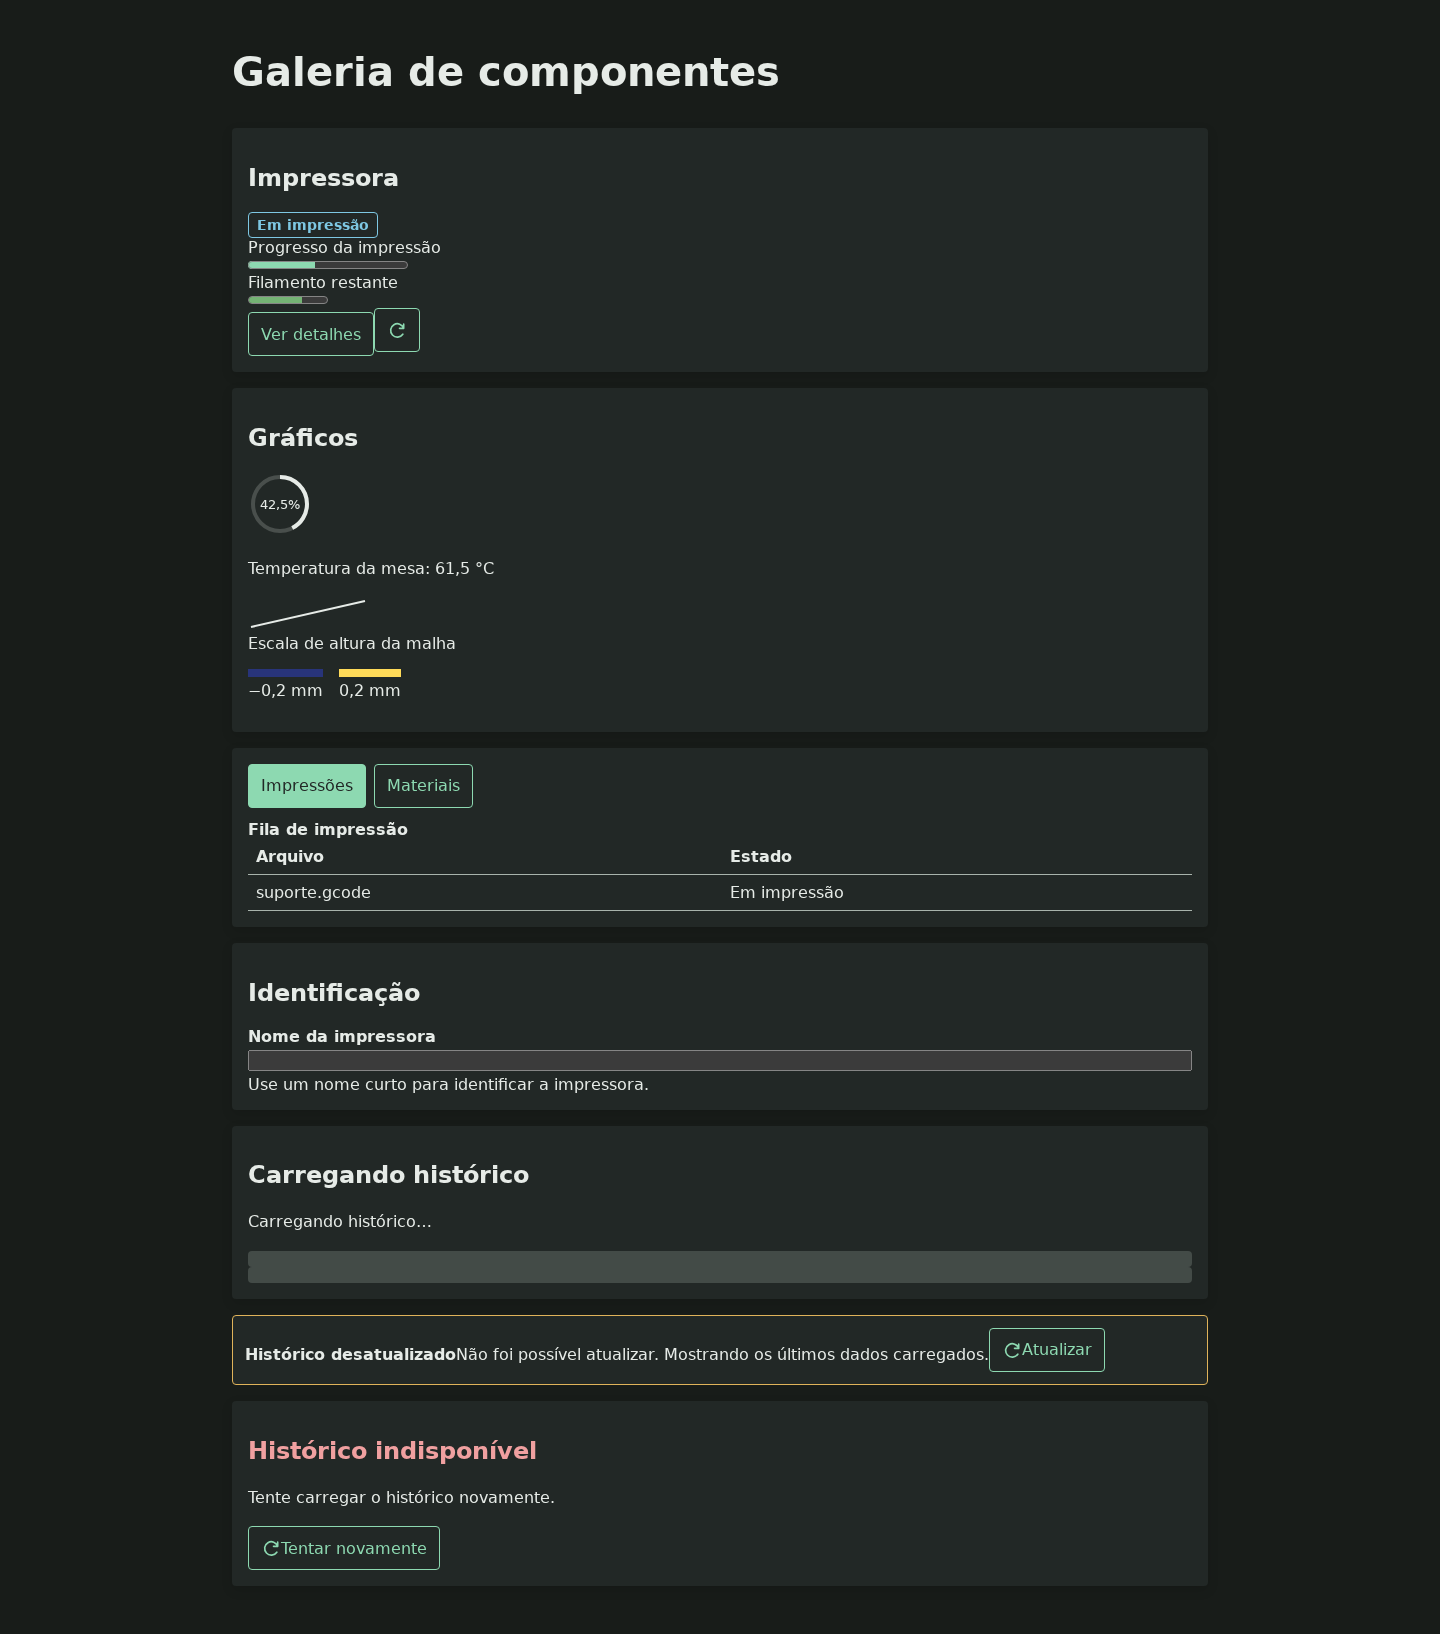 Galeria de componentes
Impressora
Em impressão
Progresso da impressão
Filamento restante
Ver detalhes
Gráficos
42,5%
Temperatura da mesa: 61,5 °C
Escala de altura da malha
−0,2 mm 0,2 mm
Impressões Materiais
Fila de impressão
Arquivo Estado
suporte.gcode Em impressão
Identificação
Nome da impressora
Use um nome curto para identificar a impressora.
Carregando histórico
Carregando histórico…
Histórico desatualizadoNão foi possível atualizar. Mostrando os últimos dados carregados. Atualizar
Histórico indisponível
Tente carregar o histórico novamente.
Tentar novamente